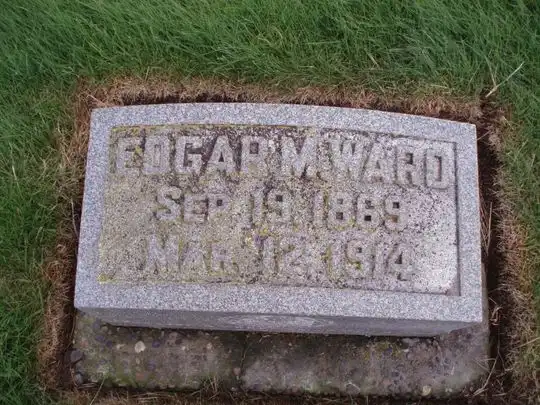 EDGAR M. WARD
SEP. 19, 1869
MAR. 12, 1914